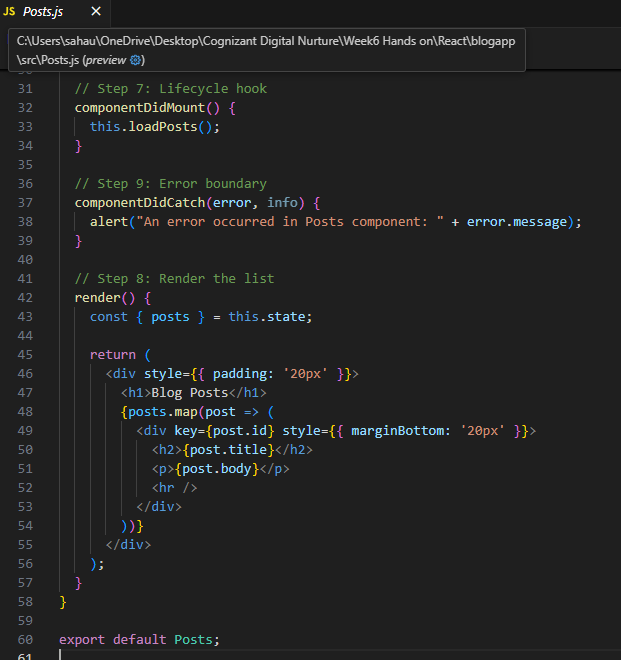 JS Posts.js ×
C:\Users\sahau\OneDrive\Desktop\Cognizant Digital Nurture\Week6 Hands on\React\blogapp
\src\Posts.js (preview)
31 // Step 7: Lifecycle hook
32 componentDidMount() {
33 this.loadPosts();
34 }
35
36 // Step 9: Error boundary
37 componentDidCatch(error, info) {
38 alert("An error occurred in Posts component: " + error.message);
39 }
40
41 // Step 8: Render the list
42 render() {
43 const { posts } = this.state;
44
45 return (
46 <div style={{ padding: '20px' }}>
47 <h1>Blog Posts</h1>
48 {posts.map(post => (
49 <div key={post.id} style={{ marginBottom: '20px' }}>
50 <h2>{post.title}</h2>
51 <p>{post.body}</p>
52 <hr />
53 </div>
54 ))}
55 </div>
56 );
57 }
58 }
59
60 export default Posts;
61